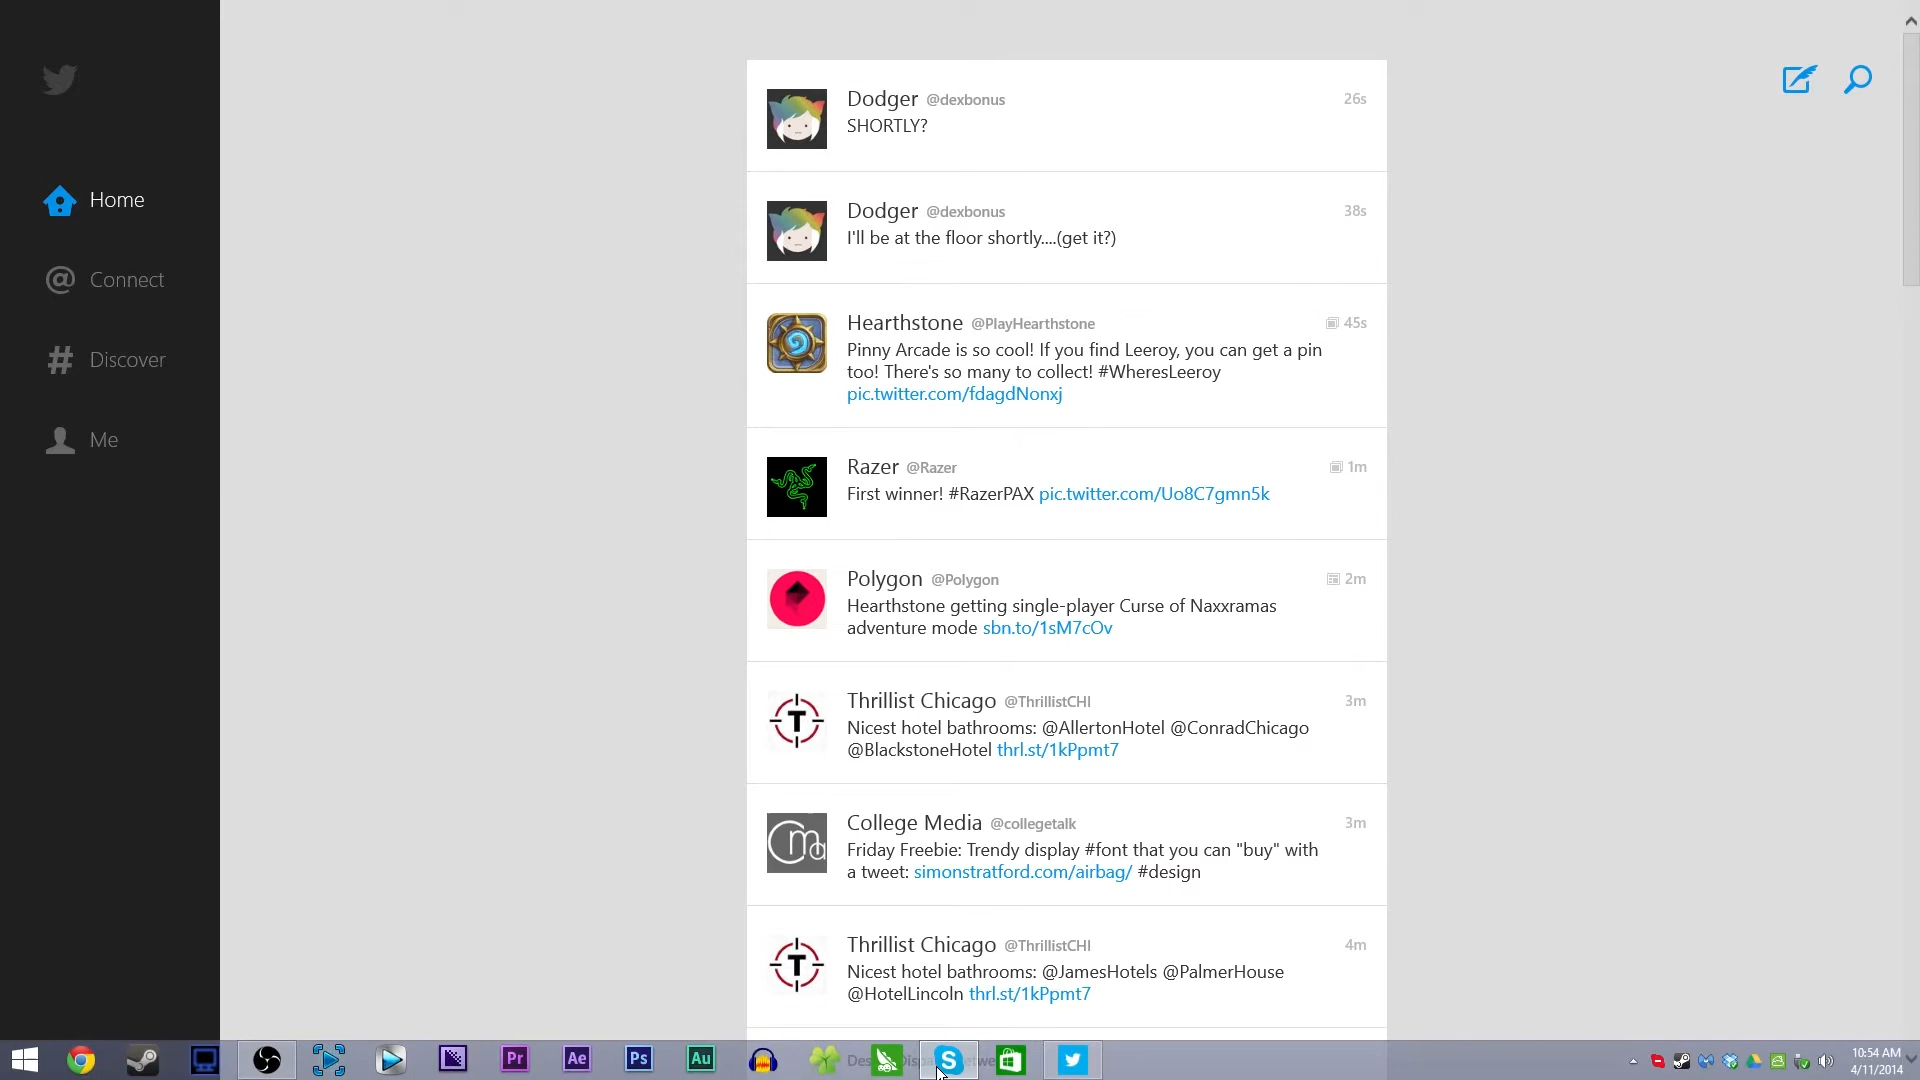 Home
Connect
Discover
Me
Dodger @dexbonus 26s
SHORTLY?
Dodger @dexbonus 38s
I'll be at the floor shortly....(get it?)
Hearthstone @PlayHearthstone 45s
Pinny Arcade is so cool! If you find Leeroy, you can get a pin
too! There's so many to collect! #WheresLeeroy
pic.twitter.com/fdagdNonxj
Razer @Razer 1m
First winner! #RazerPAX pic.twitter.com/Uo8C7gmn5k
Polygon @Polygon 2m
Hearthstone getting single-player Curse of Naxxramas
adventure mode sbn.to/1sM7cOv
T
Thrillist Chicago @ThrillistCHI 3m
Nicest hotel bathrooms: @AllertonHotel @ConradChicago
@BlackstoneHotel thrl.st/1kPpmt7
cma
College Media @collegetalk 3m
Friday Freebie: Trendy display #font that you can "buy" with
a tweet: simonstratford.com/airbag/ #design
T
Thrillist Chicago @ThrillistCHI 4m
Nicest hotel bathrooms: @JamesHotels @PalmerHouse
@HotelLincoln thrl.st/1kPpmt7
Pr Ae Ps Au S
10:54 AM
4/11/2014